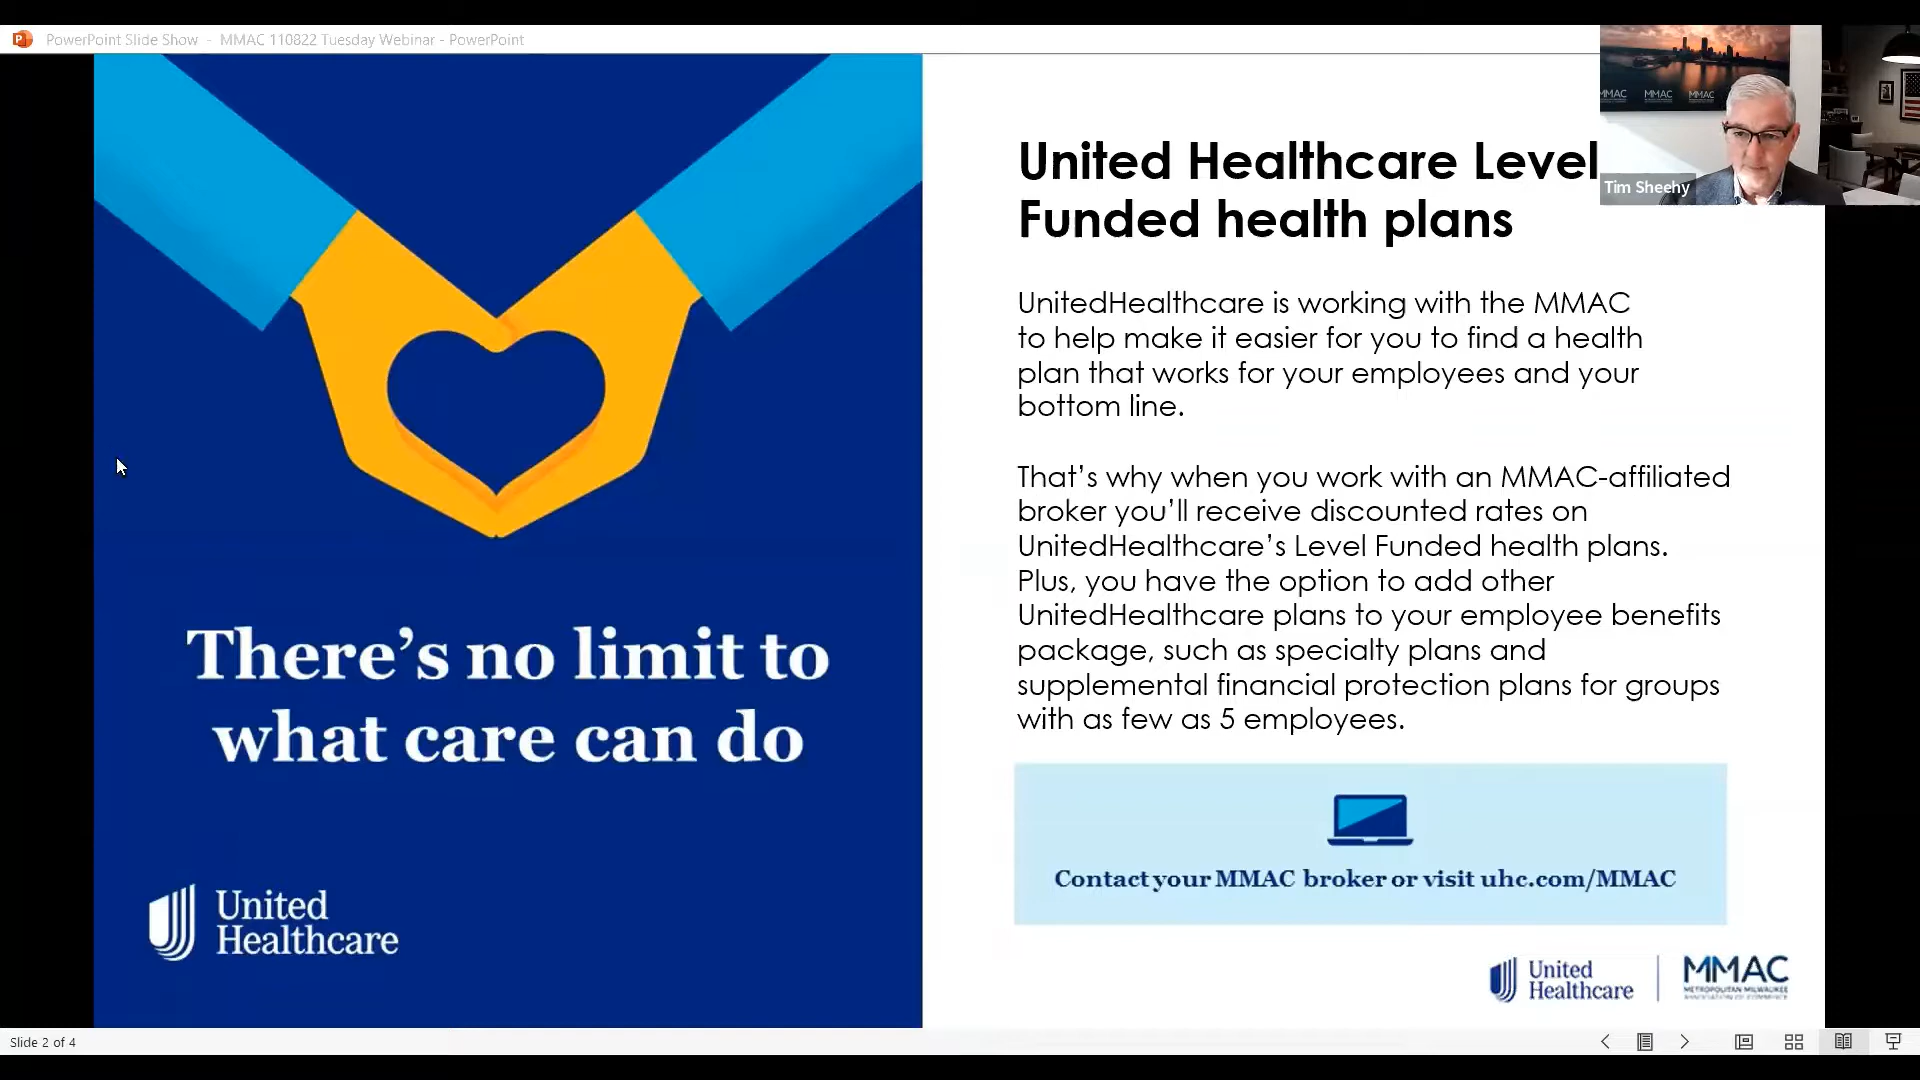 PowerPoint Slide Show - MMAC 110822 Tuesday Webinar - PowerPoint
MMAC MMAC MMAC
Tim Sheehy
United Healthcare Level
Funded health plans
UnitedHealthcare is working with the MMAC
to help make it easier for you to find a health
plan that works for your employees and your
bottom line.
That’s why when you work with an MMAC-affiliated
broker you’ll receive discounted rates on
UnitedHealthcare’s Level Funded health plans.
Plus, you have the option to add other
UnitedHealthcare plans to your employee benefits
package, such as specialty plans and
supplemental financial protection plans for groups
with as few as 5 employees.
There’s no limit to
what care can do
Contact your MMAC broker or visit uhc.com/MMAC
United
Healthcare
United
Healthcare
MMAC
METROPOLITAN MILWAUKEE
ASSOCIATION OF COMMERCE
Slide 2 of 4